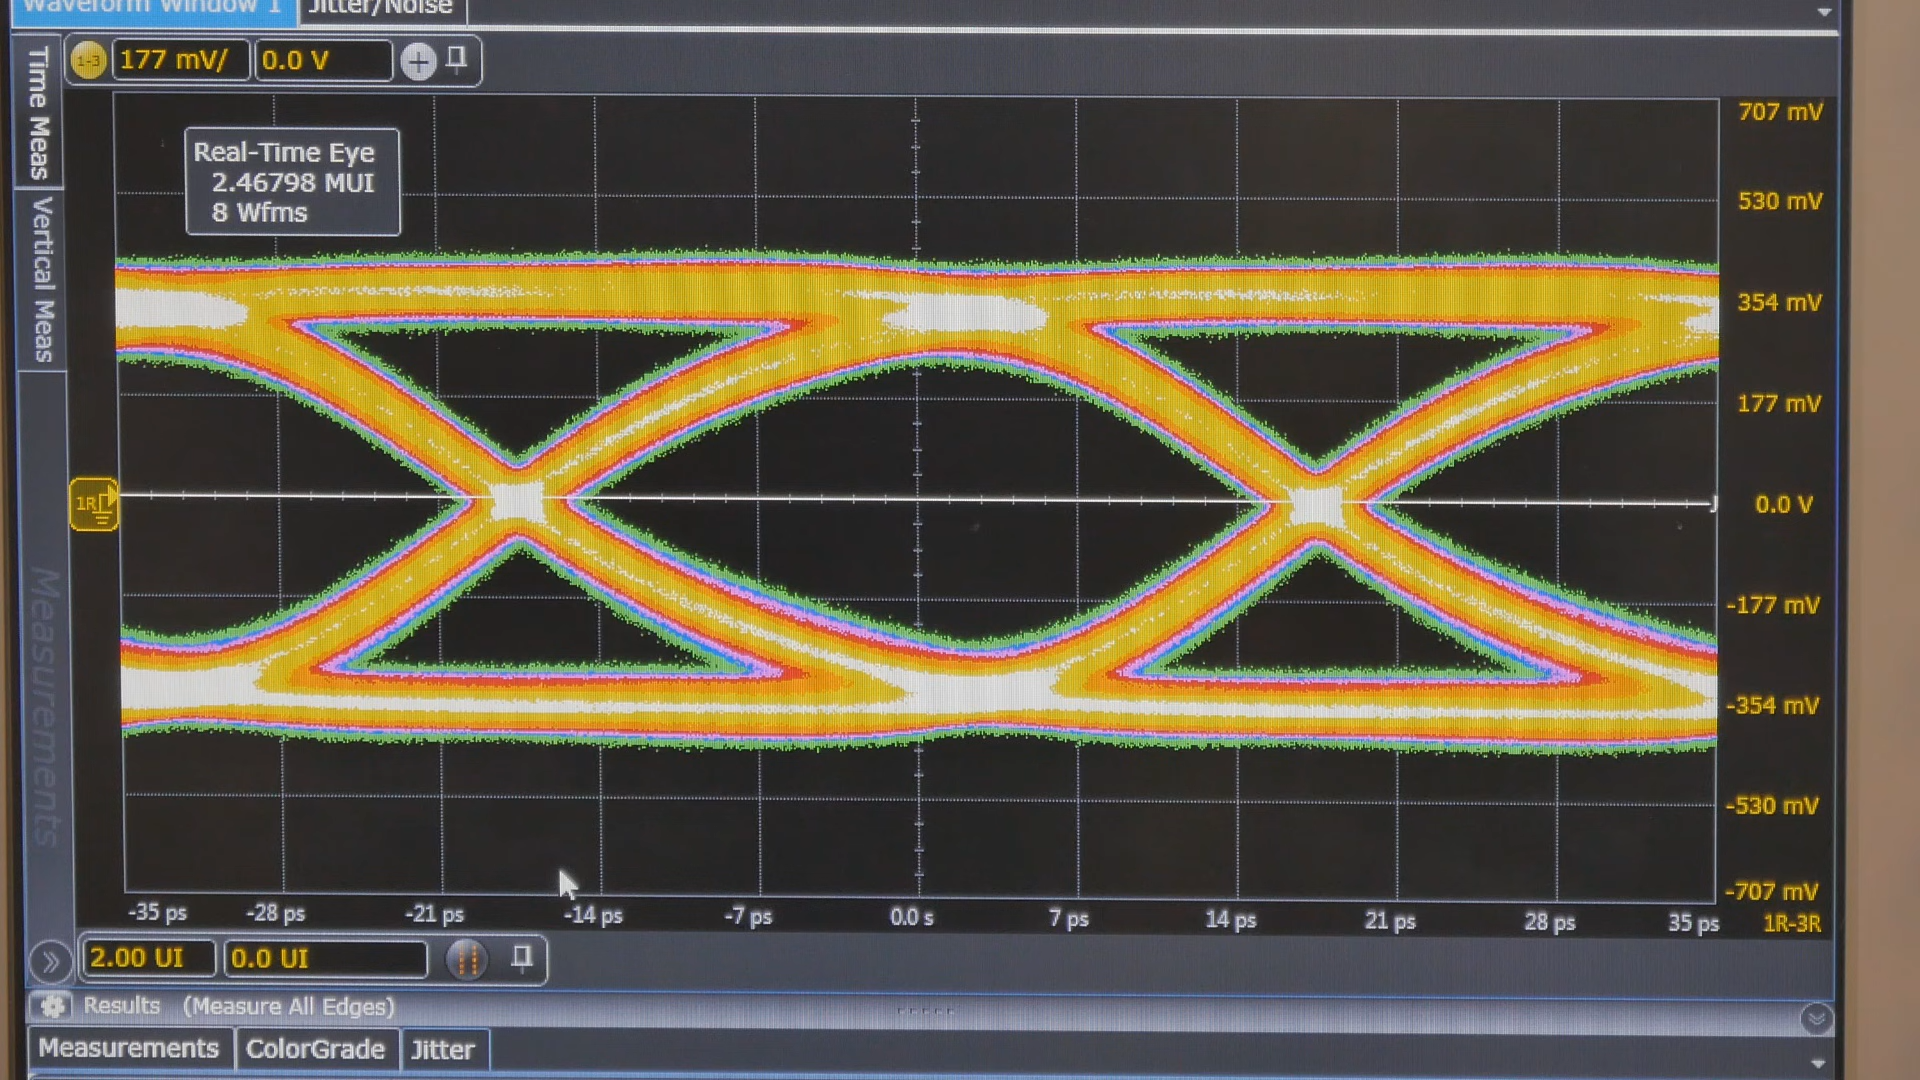 Waveform Window 1
Jitter/Noise
1-3
177 mV/
0.0 V
Time Meas
Vertical Meas
Measurements
Real-Time Eye
2.46798 MUI
8 Wfms
707 mV
530 mV
354 mV
177 mV
0.0 V
-177 mV
-354 mV
-530 mV
-707 mV
1R
-35 ps
-28 ps
-21 ps
-14 ps
-7 ps
0.0 s
7 ps
14 ps
21 ps
28 ps
35 ps
1R-3R
2.00 UI
0.0 UI
Results (Measure All Edges)
Measurements
ColorGrade
Jitter